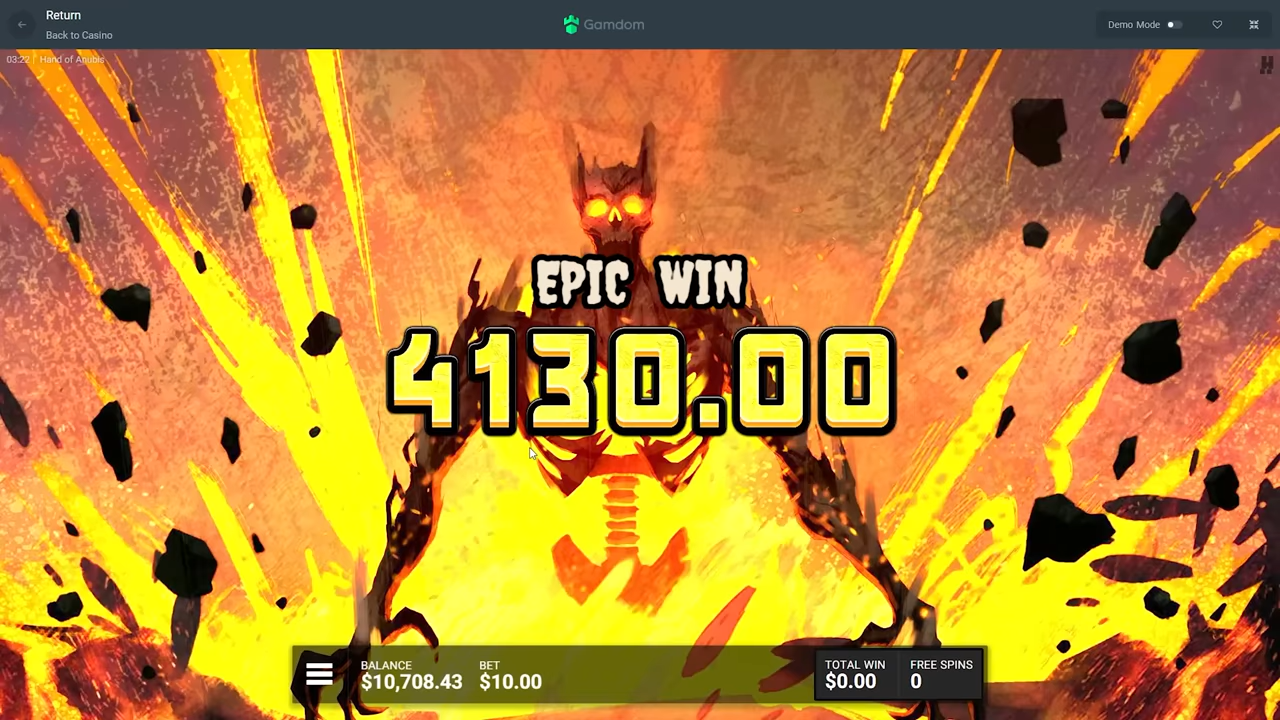 Return
Back to Casino
Gamdom
Demo Mode
03:22 | Hand of Anubis
EPIC WIN
4130.00
BALANCE
$10,708.43
BET
$10.00
TOTAL WIN
$0.00
FREE SPINS
0